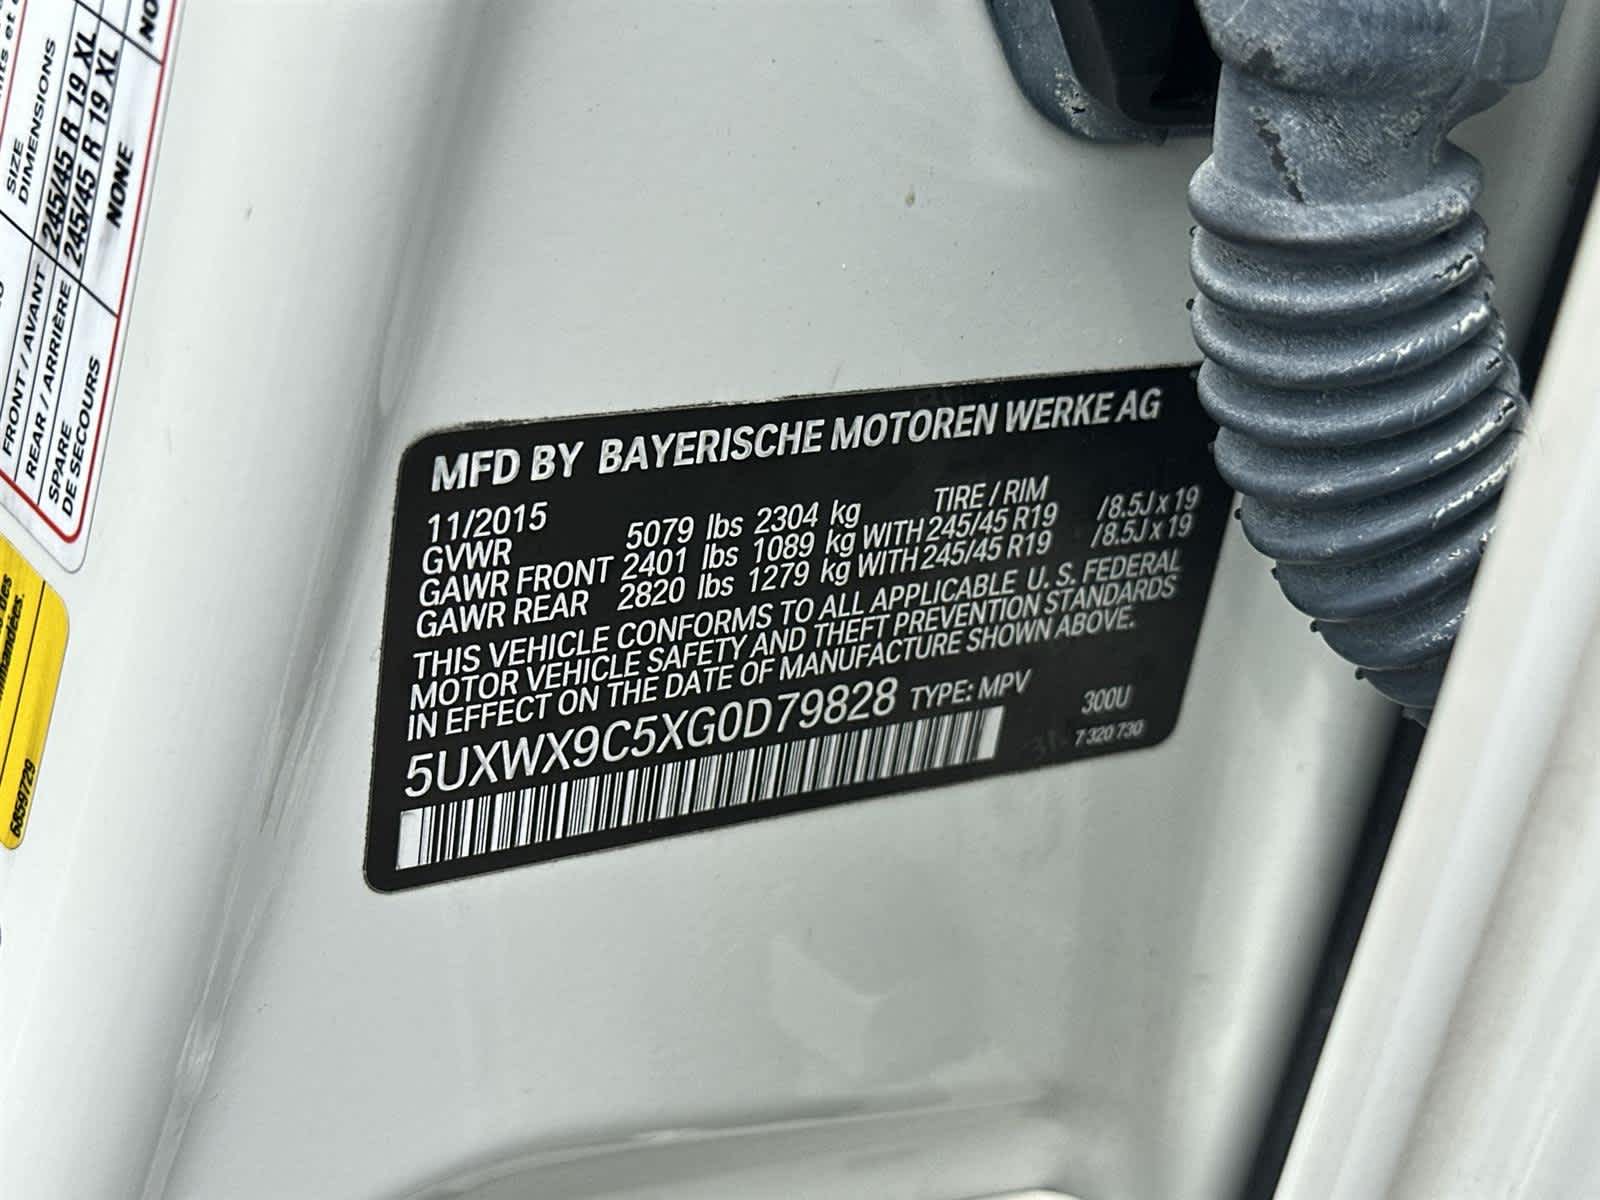 SIZE
DIMENSIONS
FRONT / AVANT 245/45 R 19 XL
REAR / ARRIÈRE 245/45 R 19 XL
SPARE
DE SECOURS NONE
6859729
MFD BY BAYERISCHE MOTOREN WERKE AG
11/2015 TIRE / RIM
GVWR 5079 lbs 2304 kg
GAWR FRONT 2401 lbs 1089 kg WITH 245/45 R19 /8.5J x 19
GAWR REAR 2820 lbs 1279 kg WITH 245/45 R19 /8.5J x 19
THIS VEHICLE CONFORMS TO ALL APPLICABLE U. S. FEDERAL
MOTOR VEHICLE SAFETY AND THEFT PREVENTION STANDARDS
IN EFFECT ON THE DATE OF MANUFACTURE SHOWN ABOVE.
5UXWX9C5XG0D79828 TYPE: MPV 300U
7 320 730